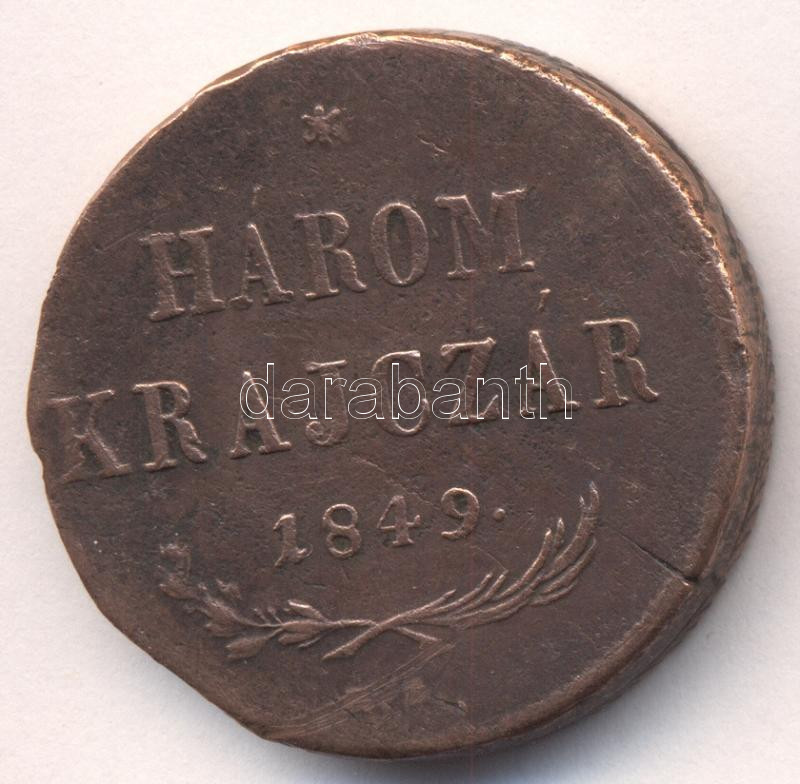 HÁROM
KRAJCZÁR
darabanth
1849.